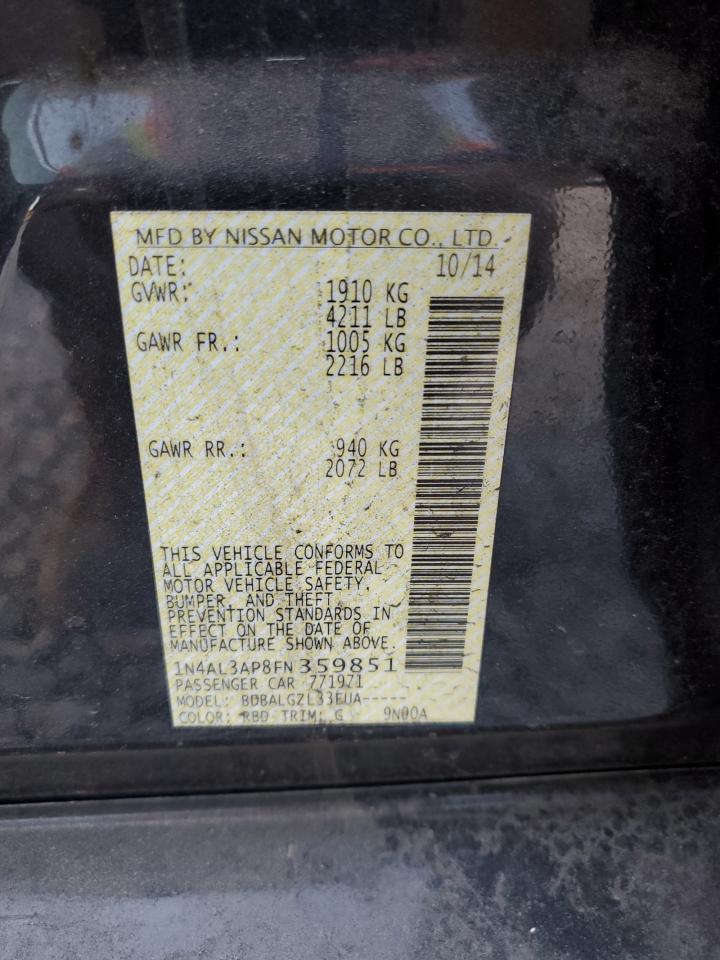 MFD BY NISSAN MOTOR CO., LTD.
DATE: 10/14
GVWR: 1910 KG
4211 LB
GAWR FR.: 1005 KG
2216 LB
GAWR RR.: 940 KG
2072 LB
THIS VEHICLE CONFORMS TO
ALL APPLICABLE FEDERAL
MOTOR VEHICLE SAFETY,
BUMPER, AND THEFT
PREVENTION STANDARDS IN
EFFECT ON THE DATE OF
MANUFACTURE SHOWN ABOVE.
1N4AL3AP8FN359851
PASSENGER CAR 771971
MODEL: BDBALGZL33EUA-----
COLOR: RBD TRIM: G 9N00A